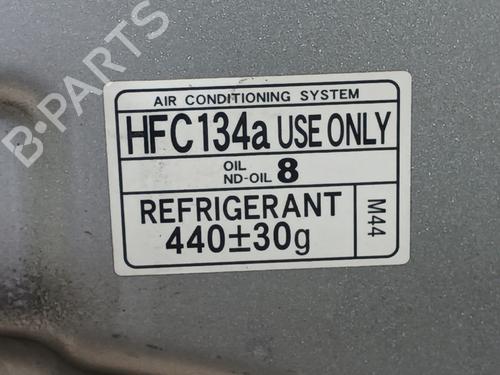 B-PARTS
AIR CONDITIONING SYSTEM
HFC134a USE ONLY
OIL
ND-OIL 8
REFRIGERANT
440±30g
M44